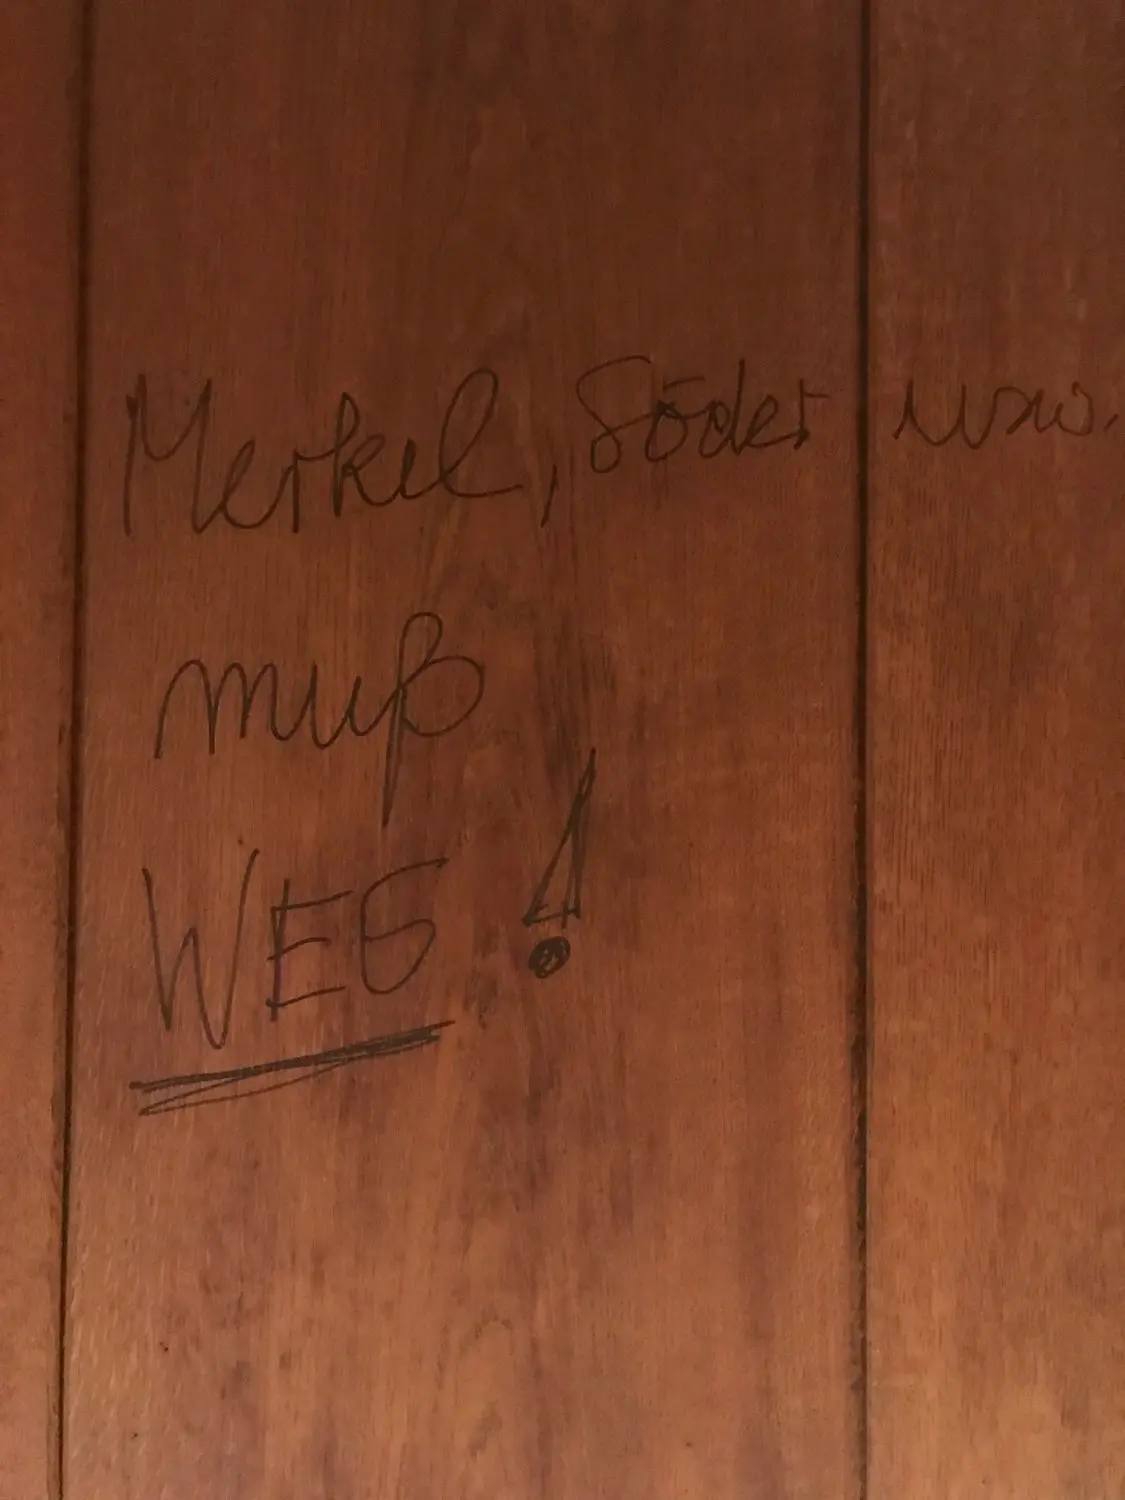 Merkel, Söder usw.
muß
WEG!